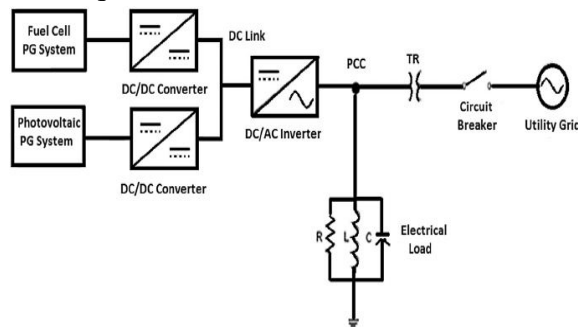 Fuel Cell
PG System
DC/DC Converter
DC Link
Photovoltaic
PG System
DC/DC Converter
DC/AC Inverter
PCC
TR
Circuit
Breaker
Utility Grid
R
L
C
Electrical
Load